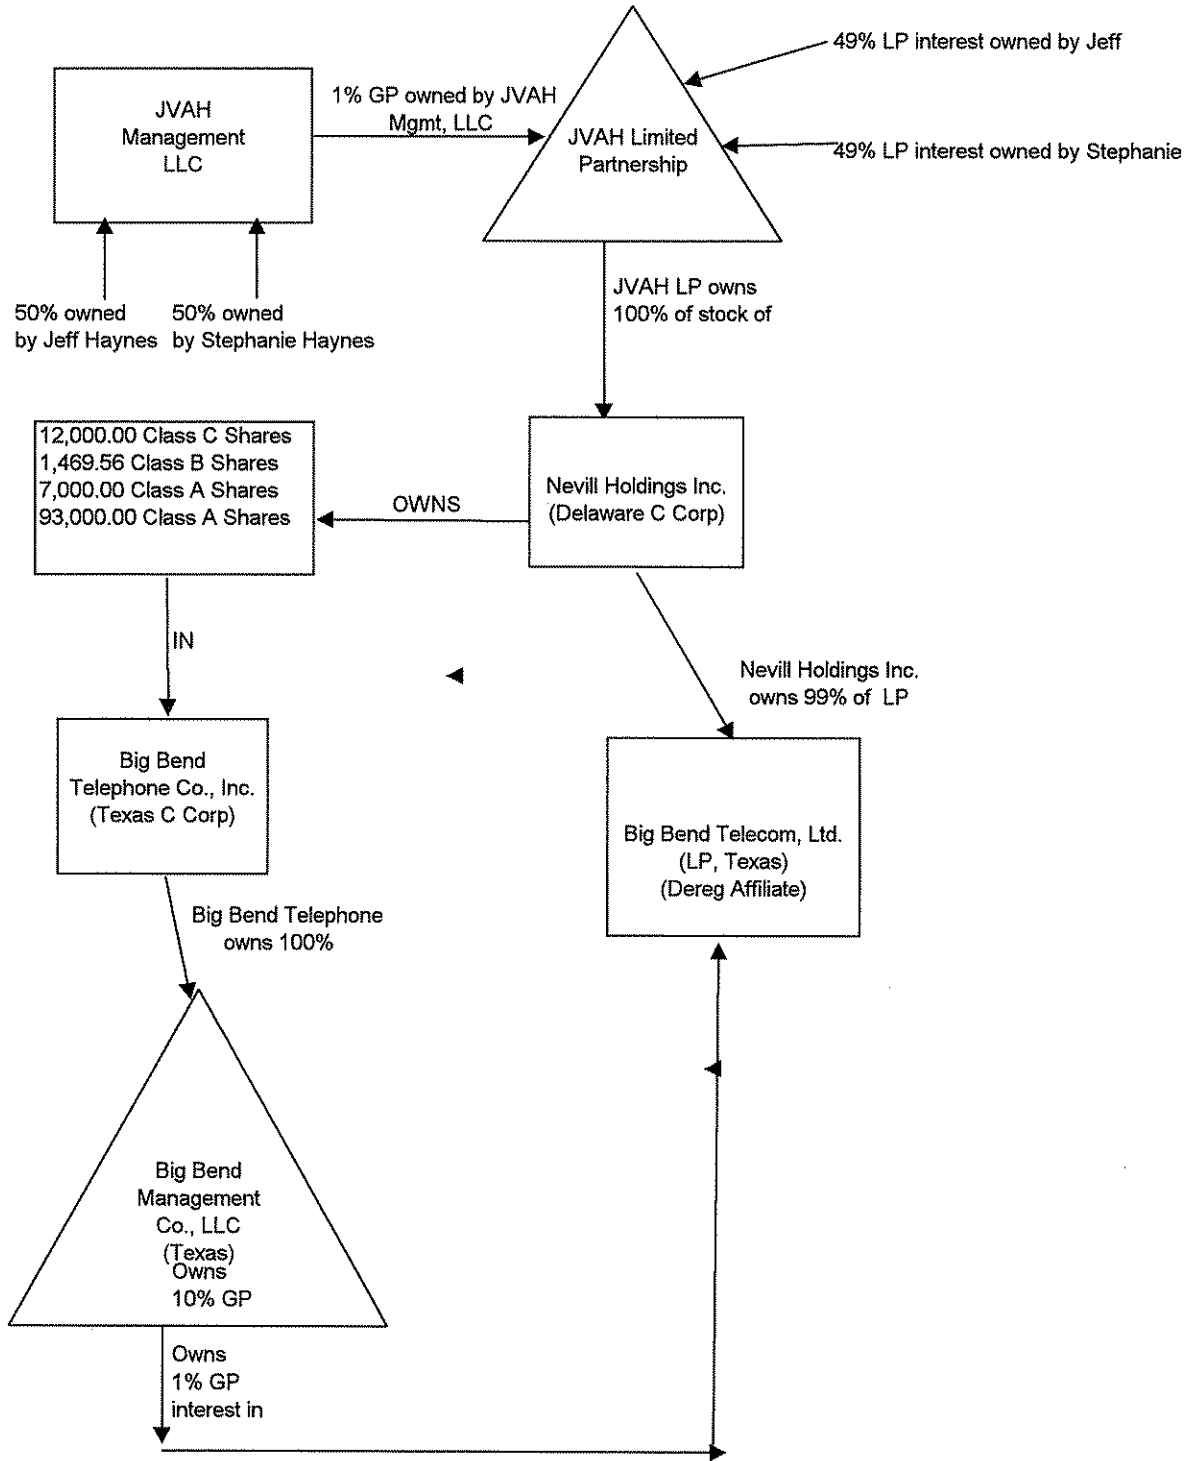 49% LP interest owned by Jeff
JVAH
Management
LLC
1% GP owned by JVAH
Mgmt, LLC
JVAH Limited
Partnership
49% LP interest owned by Stephanie
50% owned
by Jeff Haynes
50% owned
by Stephanie Haynes
JVAH LP owns
100% of stock of
12,000.00 Class C Shares
1,469.56 Class B Shares
7,000.00 Class A Shares
93,000.00 Class A Shares
OWNS
Nevill Holdings Inc.
(Delaware C Corp)
IN
Nevill Holdings Inc.
owns 99% of LP
Big Bend
Telephone Co., Inc.
(Texas C Corp)
Big Bend Telecom, Ltd.
(LP, Texas)
(Dereg Affiliate)
Big Bend Telephone
owns 100%
Big Bend
Management
Co., LLC
(Texas)
Owns
10% GP
Owns
1% GP
interest in